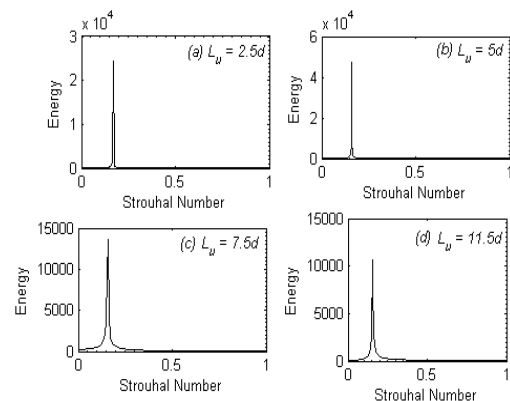 x 10^4
3
2
1
0
Energy
(a) L_u = 2.5d
0
0.5
1
Strouhal Number
x 10^4
6
4
2
0
Energy
(b) L_u = 5d
0
0.5
1
Strouhal Number
15000
10000
5000
0
Energy
(c) L_u = 7.5d
0
0.5
1
Strouhal Number
15000
10000
5000
0
Energy
(d) L_u = 11.5d
0
0.5
1
Strouhal Number